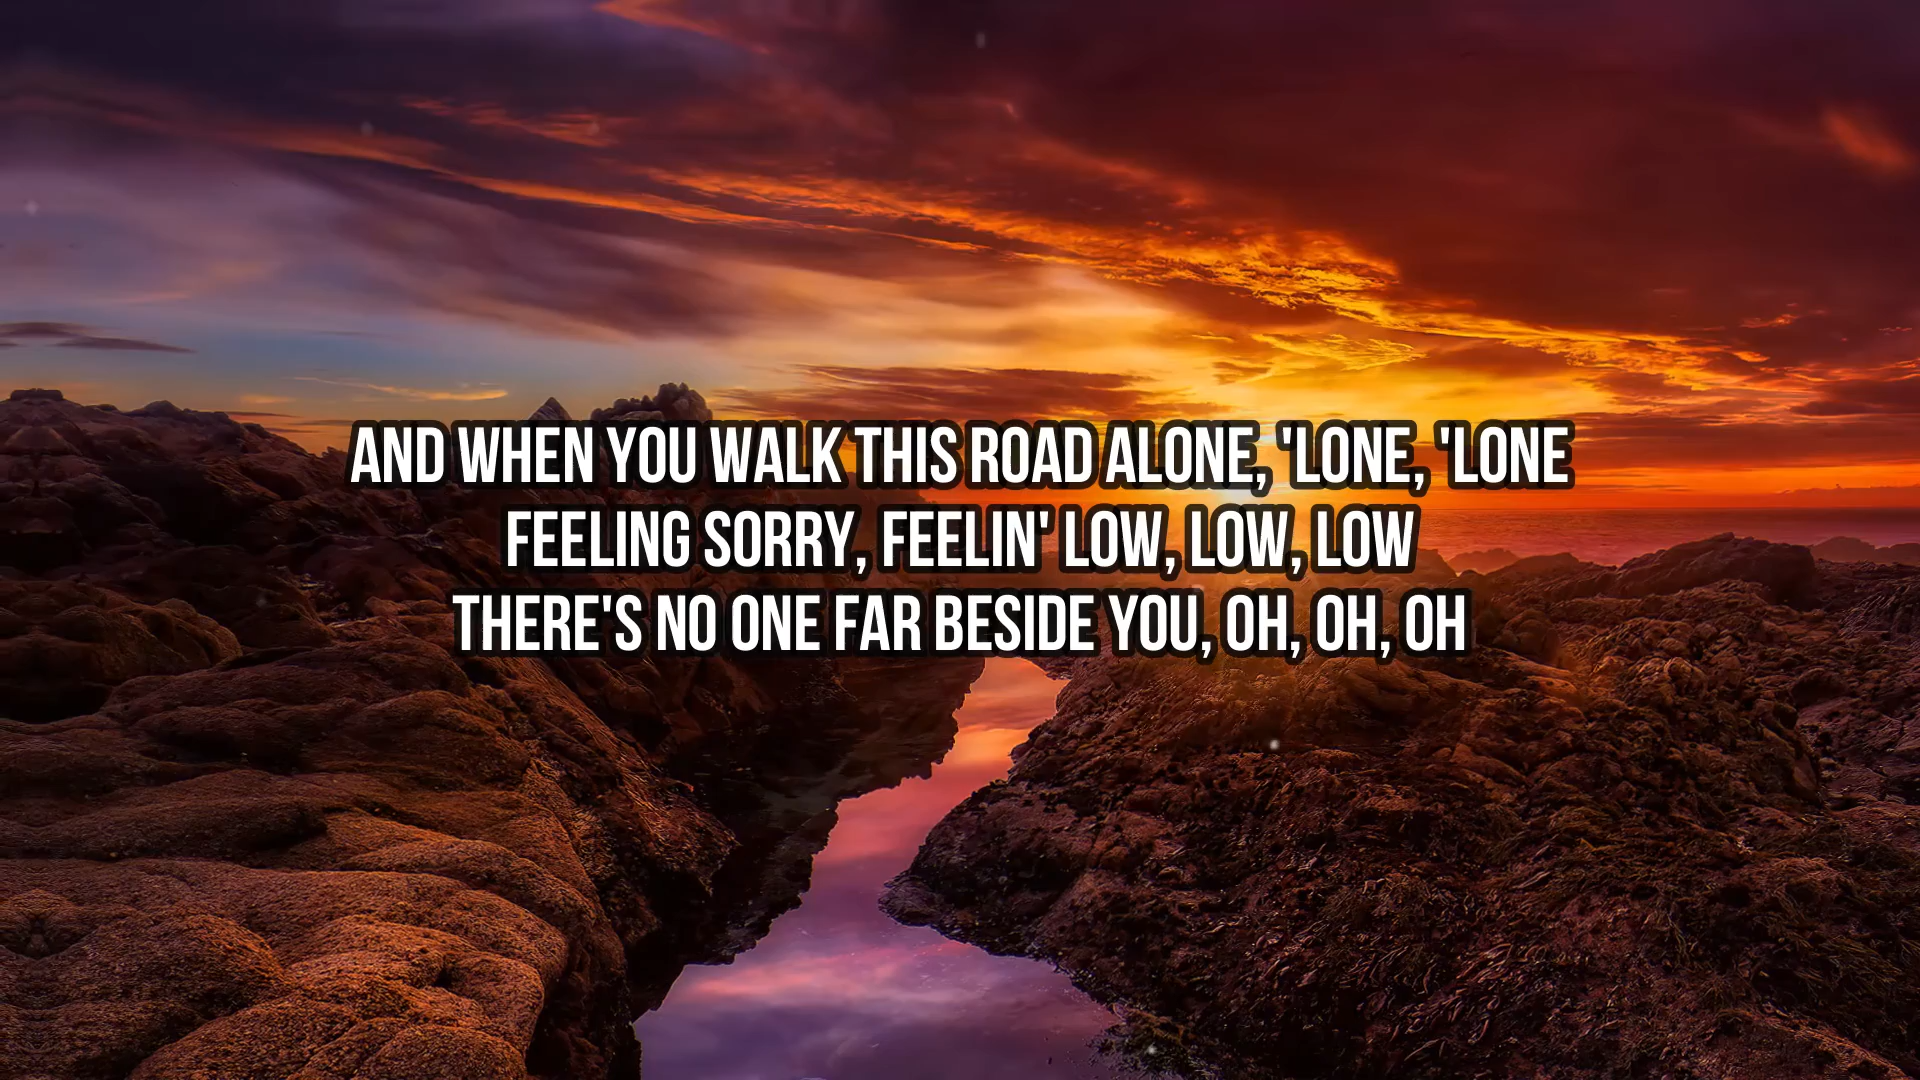 AND WHEN YOU WALK THIS ROAD ALONE, 'LONE, 'LONE
FEELING SORRY, FEELIN' LOW, LOW, LOW
THERE'S NO ONE FAR BESIDE YOU, OH, OH, OH